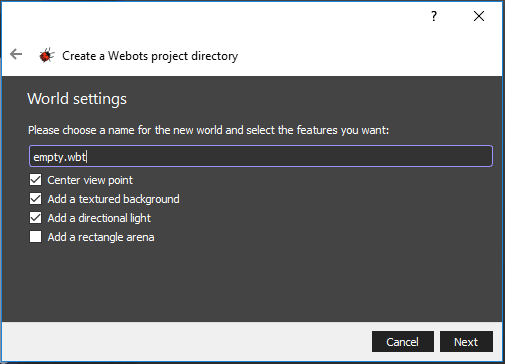 ?
Create a Webots project directory
World settings
Please choose a name for the new world and select the features you want:
empty.wbt
Center view point
Add a textured background
Add a directional light
Add a rectangle arena
Cancel Next